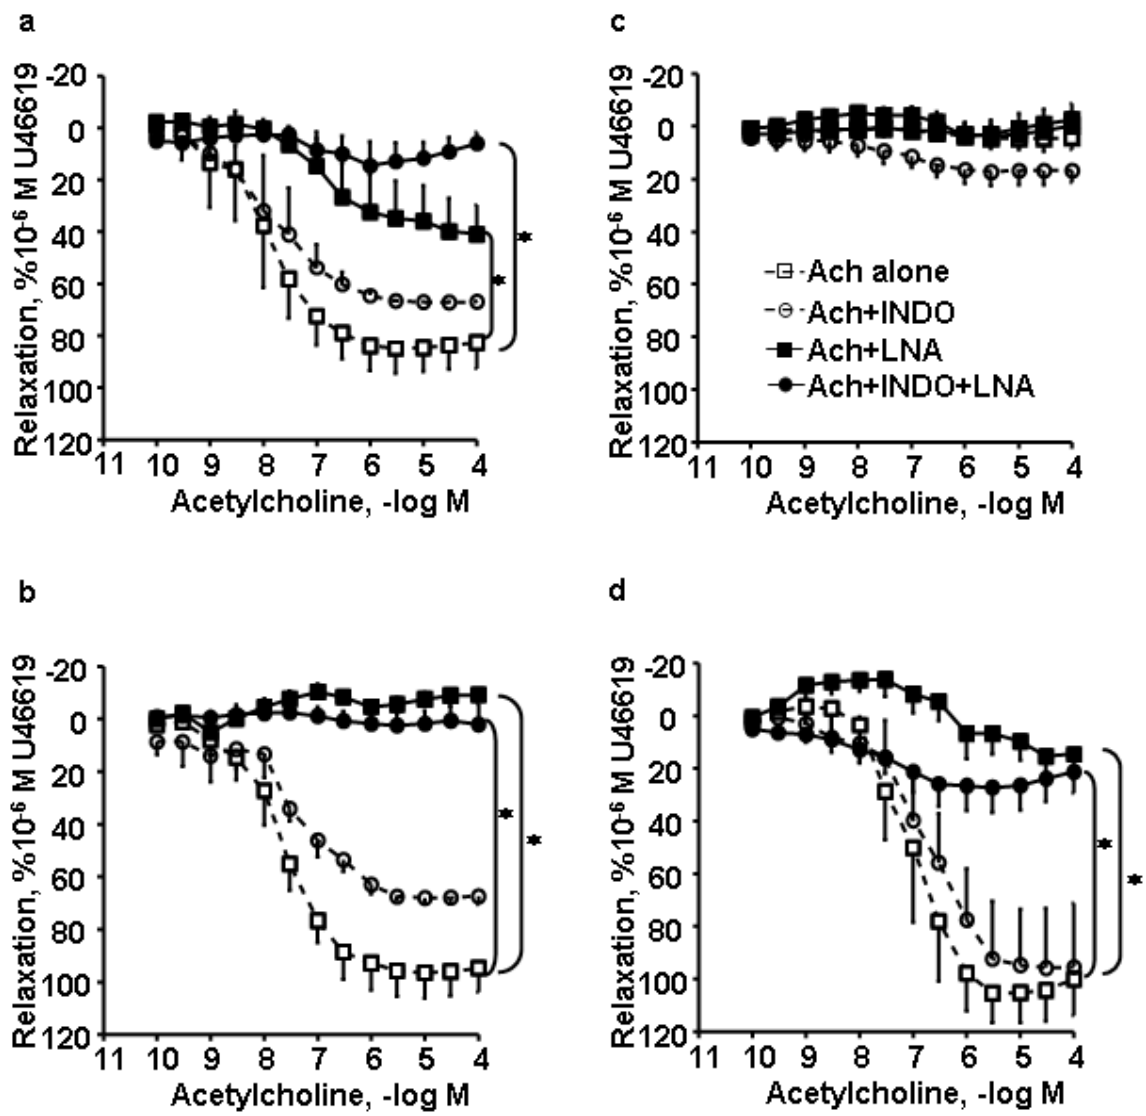 a
-20
0
20
40
60
80
100
120
Relaxation, %10-6 M U46619
11 10 9 8 7 6 5 4
Acetylcholine, -log M
*
*
c
-20
0
20
40
60
80
100
120
Relaxation, %10-6 M U46619
Ach alone
Ach+INDO
Ach+LNA
Ach+INDO+LNA
11 10 9 8 7 6 5 4
Acetylcholine, -log M
b
-20
0
20
40
60
80
100
120
Relaxation, %10-6 M U46619
11 10 9 8 7 6 5 4
Acetylcholine, -log M
*
*
d
-20
0
20
40
60
80
100
120
Relaxation, %10-6 M U46619
11 10 9 8 7 6 5 4
Acetylcholine, -log M
*
*